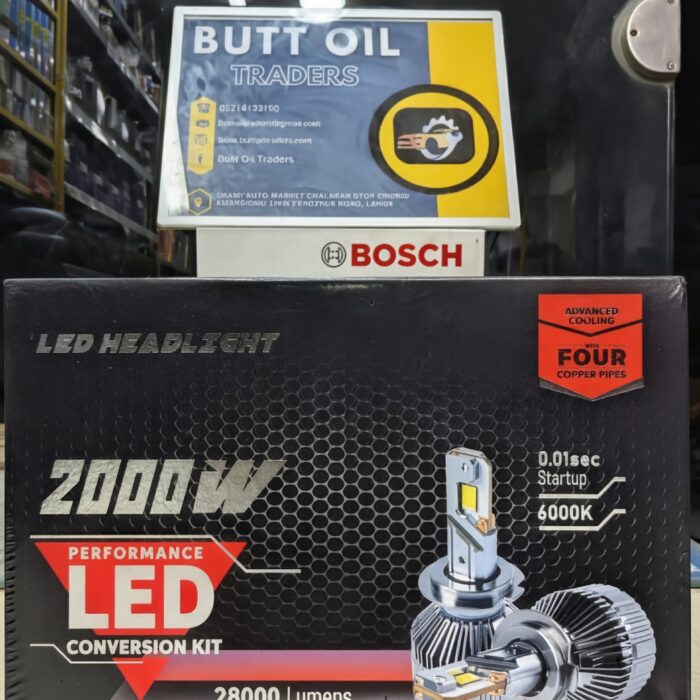 BUTT OIL
TRADERS
Butt Oil Traders
BOSCH
LED HEADLIGHT
ADVANCED
COOLING
WITH
FOUR
COPPER PIPES
2000W
0.01sec
Startup
6000K
PERFORMANCE
LED
CONVERSION KIT
28000 Lumens